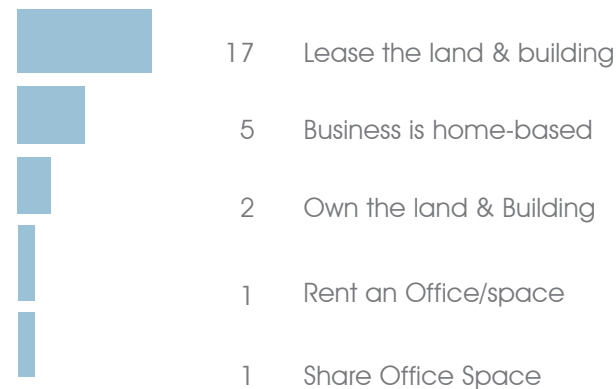 17 Lease the land & building
5 Business is home-based
2 Own the land & Building
1 Rent an Office/space
1 Share Office Space